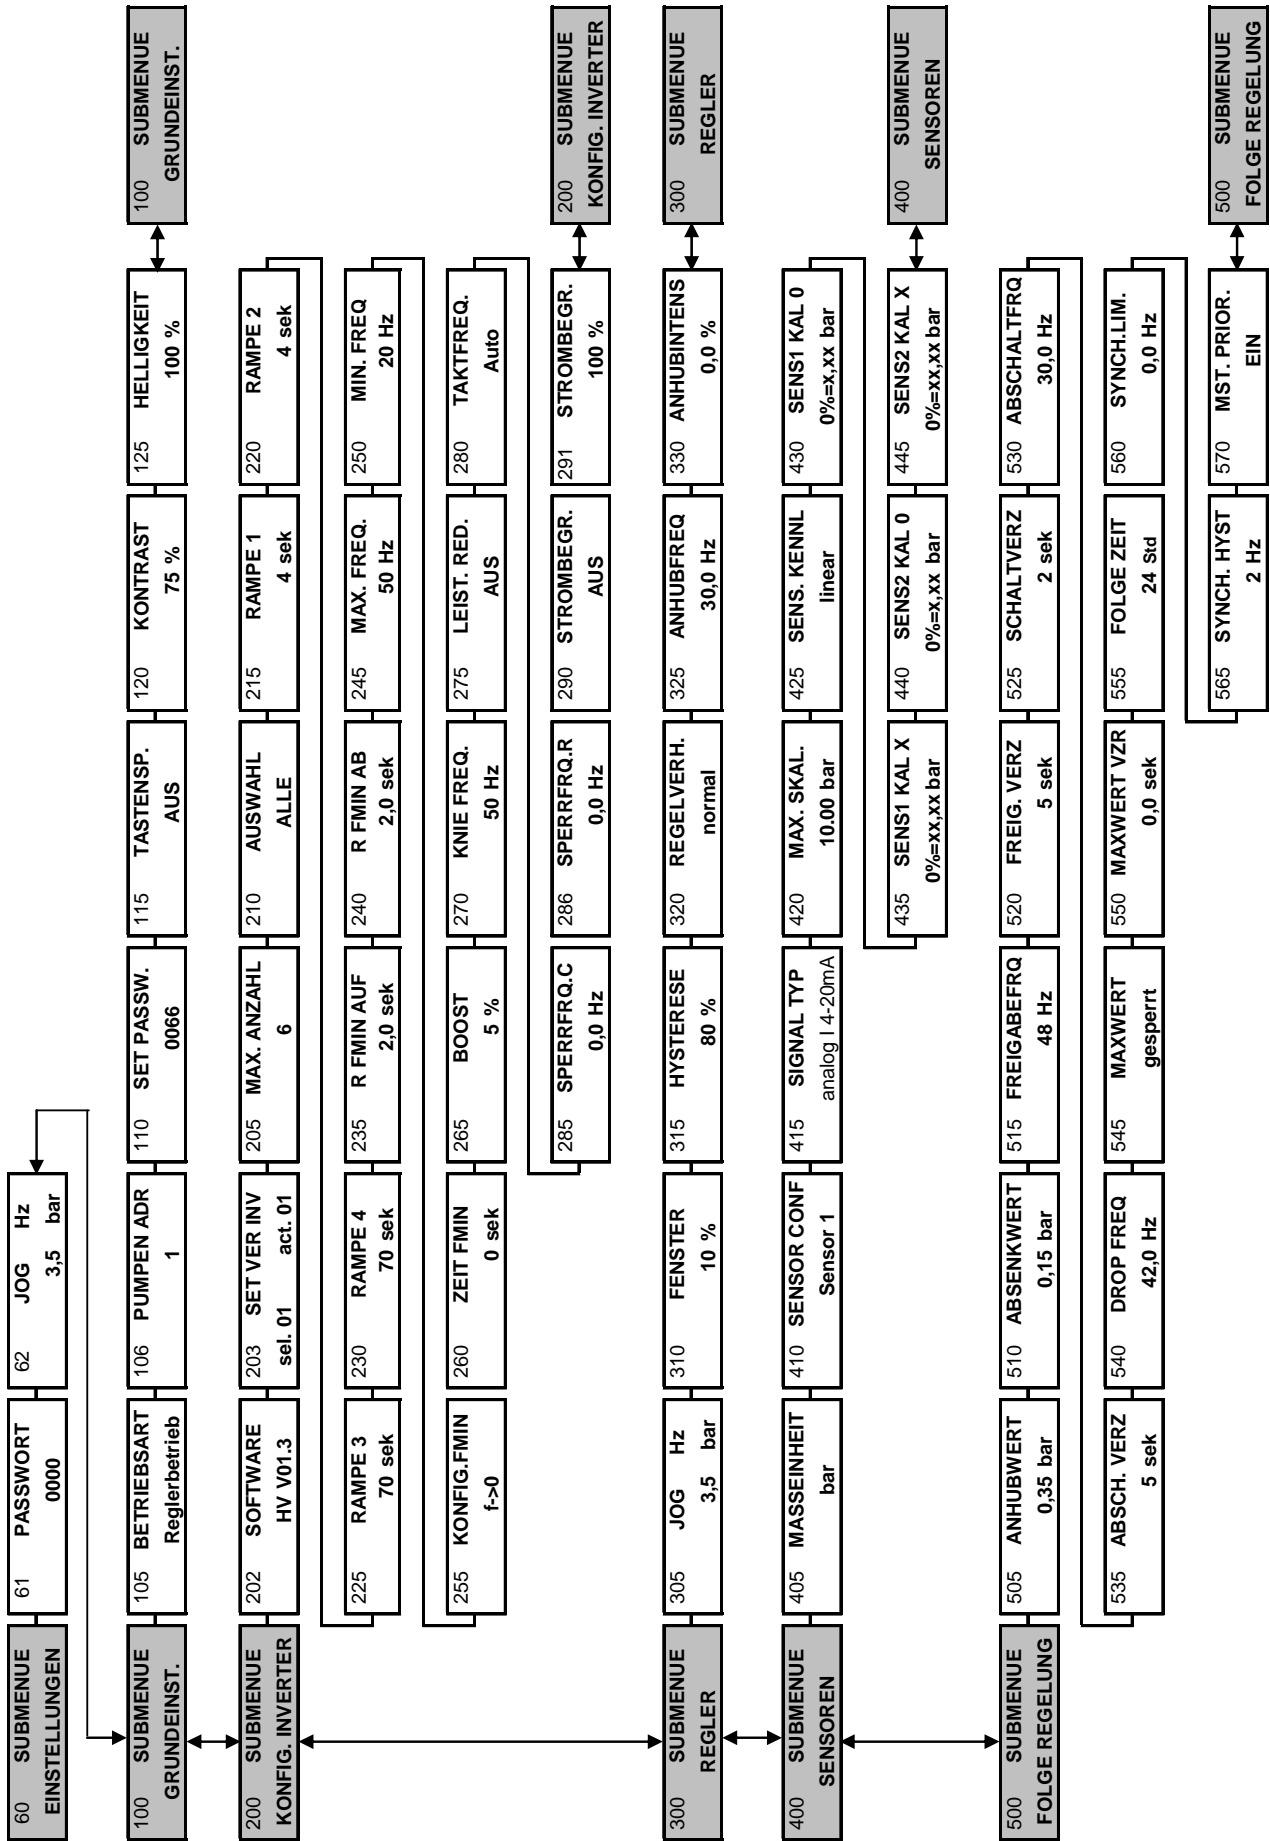 60 SUBMENUE
EINSTELLUNGEN
61 PASSWORT
0000
62 JOG Hz
3,5 bar
100 SUBMENUE
GRUNDEINST.
105 BETRIEBSART
Reglerbetrieb
106 PUMPEN ADR
1
110 SET PASSW.
0066
115 TASTENSP.
AUS
120 KONTRAST
75 %
125 HELLIGKEIT
100 %
100 SUBMENUE
GRUNDEINST.
200 SUBMENUE
KONFIG. INVERTER
202 SOFTWARE
HV V01.3
203 SET VER INV
sel. 01 act. 01
205 MAX. ANZAHL
6
210 AUSWAHL
ALLE
215 RAMPE 1
4 sek
220 RAMPE 2
4 sek
225 RAMPE 3
70 sek
230 RAMPE 4
70 sek
235 R FMIN AUF
2,0 sek
240 R FMIN AB
2,0 sek
245 MAX. FREQ.
50 Hz
250 MIN. FREQ
20 Hz
255 KONFIG.FMIN
f->0
260 ZEIT FMIN
0 sek
265 BOOST
5 %
270 KNIE FREQ.
50 Hz
275 LEIST. RED.
AUS
280 TAKTFREQ.
Auto
285 SPERRFRQ.C
0,0 Hz
286 SPERRFRQ.R
0,0 Hz
290 STROMBEGR.
AUS
291 STROMBEGR.
100 %
200 SUBMENUE
KONFIG. INVERTER
300 SUBMENUE
REGLER
305 JOG Hz
3,5 bar
310 FENSTER
10 %
315 HYSTERESE
80 %
320 REGELVERH.
normal
325 ANHUBFREQ
30,0 Hz
330 ANHUBINTENS
0,0 %
300 SUBMENUE
REGLER
400 SUBMENUE
SENSOREN
405 MASSEINHEIT
bar
410 SENSOR CONF
Sensor 1
415 SIGNAL TYP
analog I 4-20mA
420 MAX. SKAL.
10.00 bar
425 SENS. KENNL
linear
430 SENS1 KAL 0
0%=x,xx bar
435 SENS1 KAL X
0%=xx,xx bar
440 SENS2 KAL 0
0%=x,xx bar
445 SENS2 KAL X
0%=xx,xx bar
400 SUBMENUE
SENSOREN
500 SUBMENUE
FOLGE REGELUNG
505 ANHUBWERT
0,35 bar
510 ABSENKWERT
0,15 bar
515 FREIGABEFRQ
48 Hz
520 FREIG. VERZ
5 sek
525 SCHALTVERZ
2 sek
530 ABSCHALTFRQ
30,0 Hz
535 ABSCH. VERZ
5 sek
540 DROP FREQ
42,0 Hz
545 MAXWERT
gesperrt
550 MAXWERT VZR
0,0 sek
555 FOLGE ZEIT
24 Std
560 SYNCH.LIM.
0,0 Hz
565 SYNCH. HYST
2 Hz
570 MST. PRIOR.
EIN
500 SUBMENUE
FOLGE REGELUNG